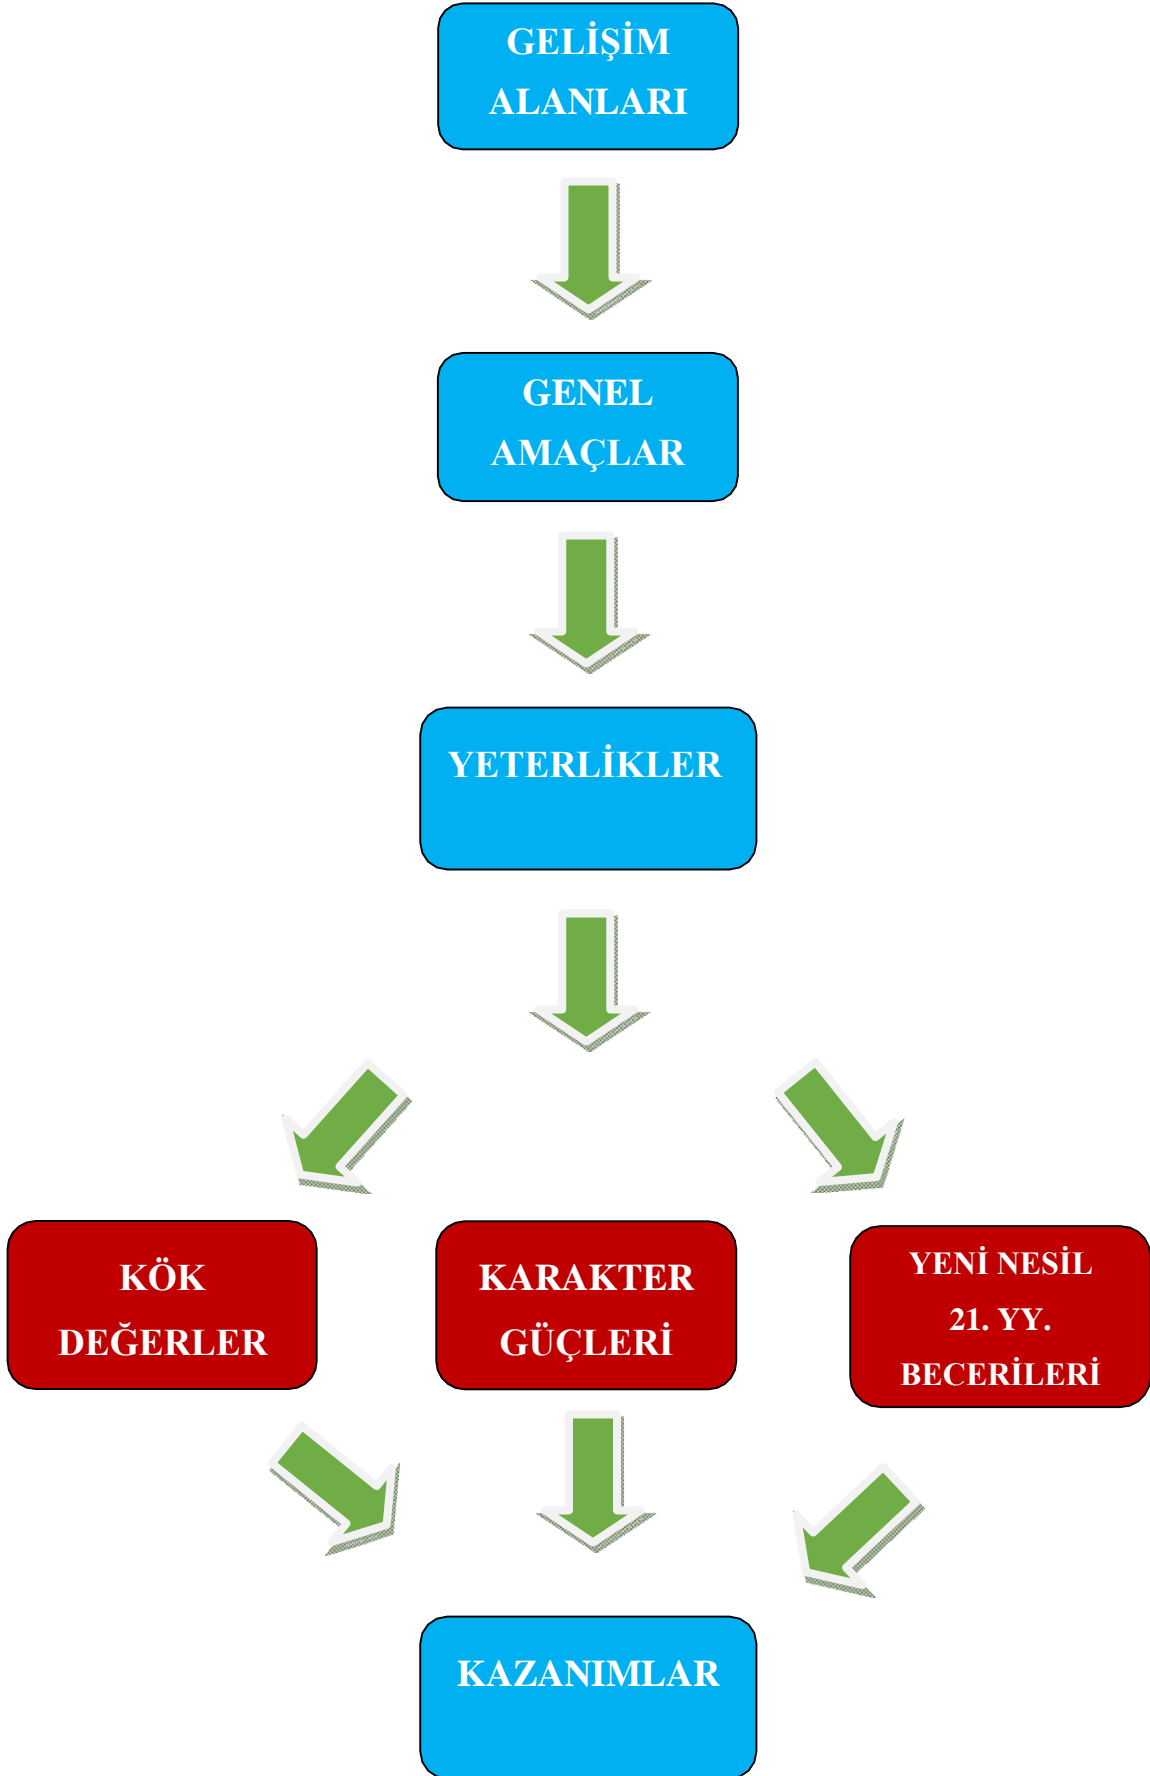 GELİŞİM
ALANLARI
GENEL
AMAÇLAR
YETERLİKLER
KÖK
DEĞERLER
KARAKTER
GÜÇLERİ
YENİ NESİL
21. YY.
BECERİLERİ
KAZANIMLAR